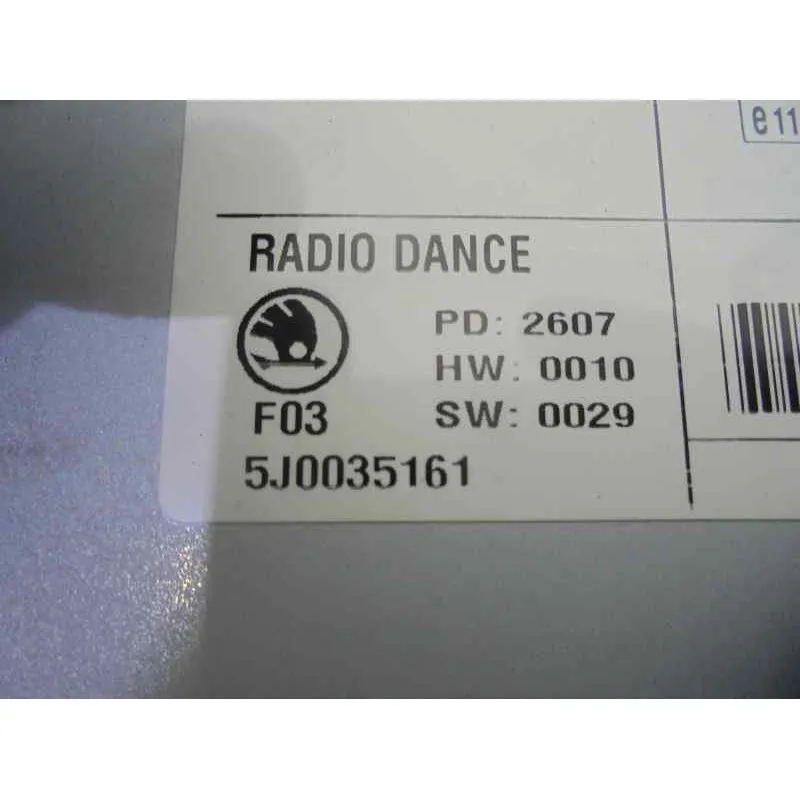 e11
RADIO DANCE
PD: 2607
HW: 0010
F03
SW: 0029
5J0035161